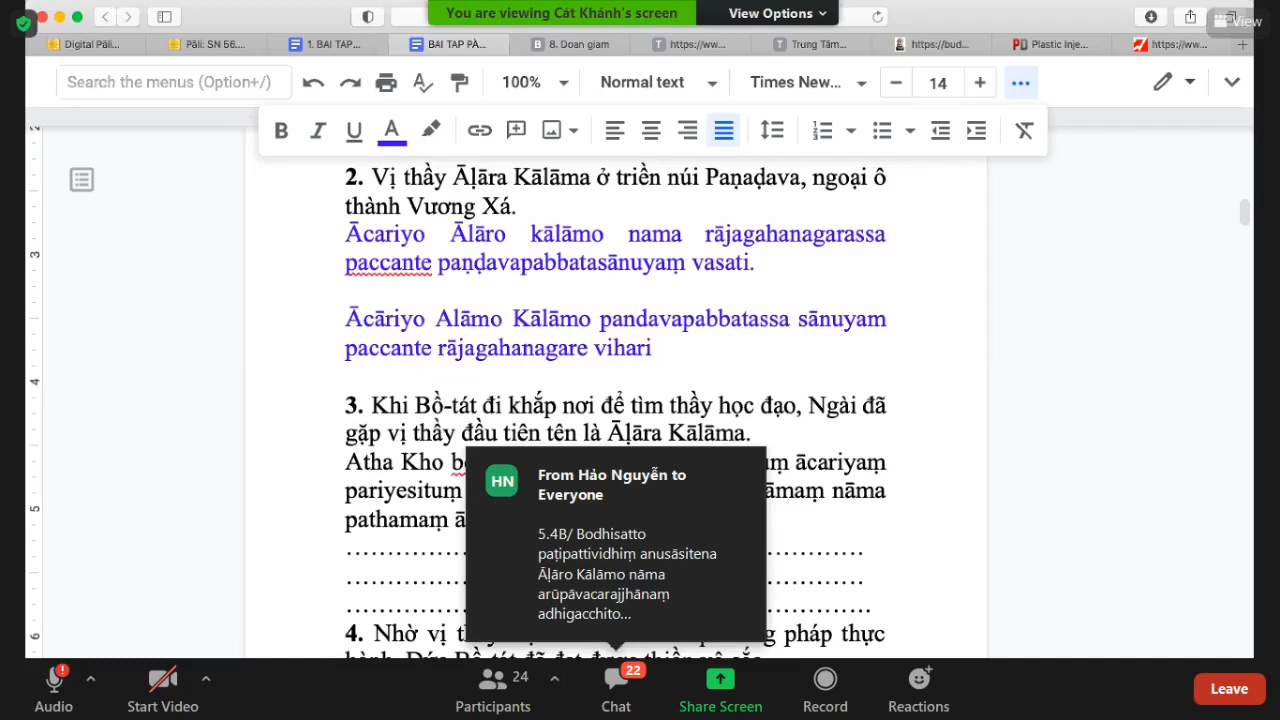 You are viewing Cát Khánh's screen
View Options
View
Digital Pāli...
Pāli: SN 56....
1. BAI TAP...
BAI TAP PÀ...
8. Doan giam
https://ww...
Trung Tâm...
https://bud...
Plastic Inje...
https://ww...
Search the menus (Option+/)
100%
Normal text
Times New...
14
2. Vị thầy Āḷāra Kālāma ở triền núi Paṇaḍava, ngoại ô
thành Vương Xá.
Ācariyo Ālāro kālāmo nama rājagahanagarassa
paccante paṇḍavapabbatasānuyaṃ vasati.
Ācāriyo Alāmo Kālāmo pandavapabbatassa sānuyam
paccante rājagahanagare vihari
3. Khi Bồ-tát đi khắp nơi để tìm thầy học đạo, Ngài đã
gặp vị thầy đầu tiên tên là Āḷāra Kālāma.
Atha Kho
ācariyaṃ
pariyesituṃ
nāma
pathamaṃ
4. Nhờ vị
pháp thực
HN
From Hảo Nguyễn to
Everyone
5.4B/ Bodhisatto
paṭipattividhiṃ anusāsitena
Āḷāro Kālāmo nāma
arūpāvacarajjhānaṃ
adhigacchito...
3
4
5
6
Audio
Start Video
Participants
24
Chat
22
Share Screen
Record
Reactions
Leave